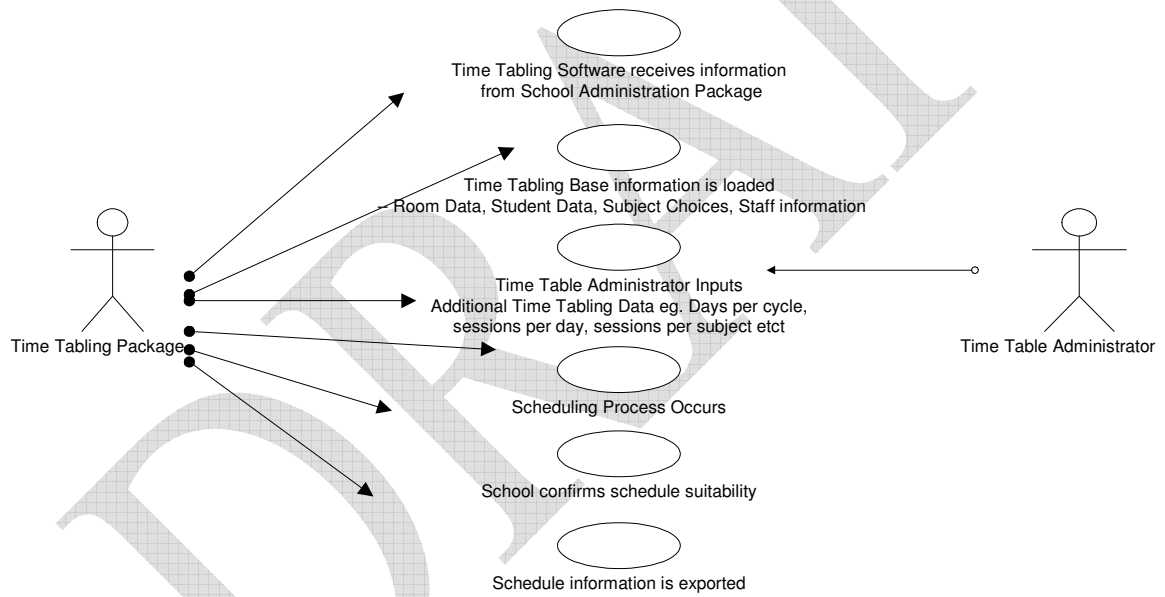 Time Tabling Software receives information
from School Administration Package
Time Tabling Base information is loaded
-- Room Data, Student Data, Subject Choices, Staff information
Time Table Administrator Inputs
Additional Time Tabling Data eg. Days per cycle,
sessions per day, sessions per subject etct
Time Tabling Package
Time Table Administrator
Scheduling Process Occurs
School confirms schedule suitability
Schedule information is exported
DRAFT